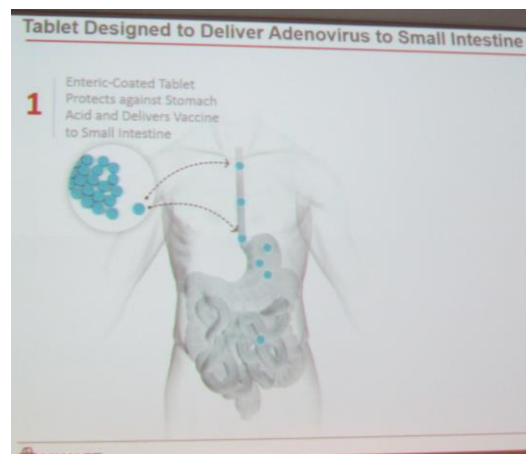 Tablet Designed to Deliver Adenovirus to Small Intestine
1
Enteric-Coated Tablet
Protects against Stomach
Acid and Delivers Vaccine
to Small Intestine